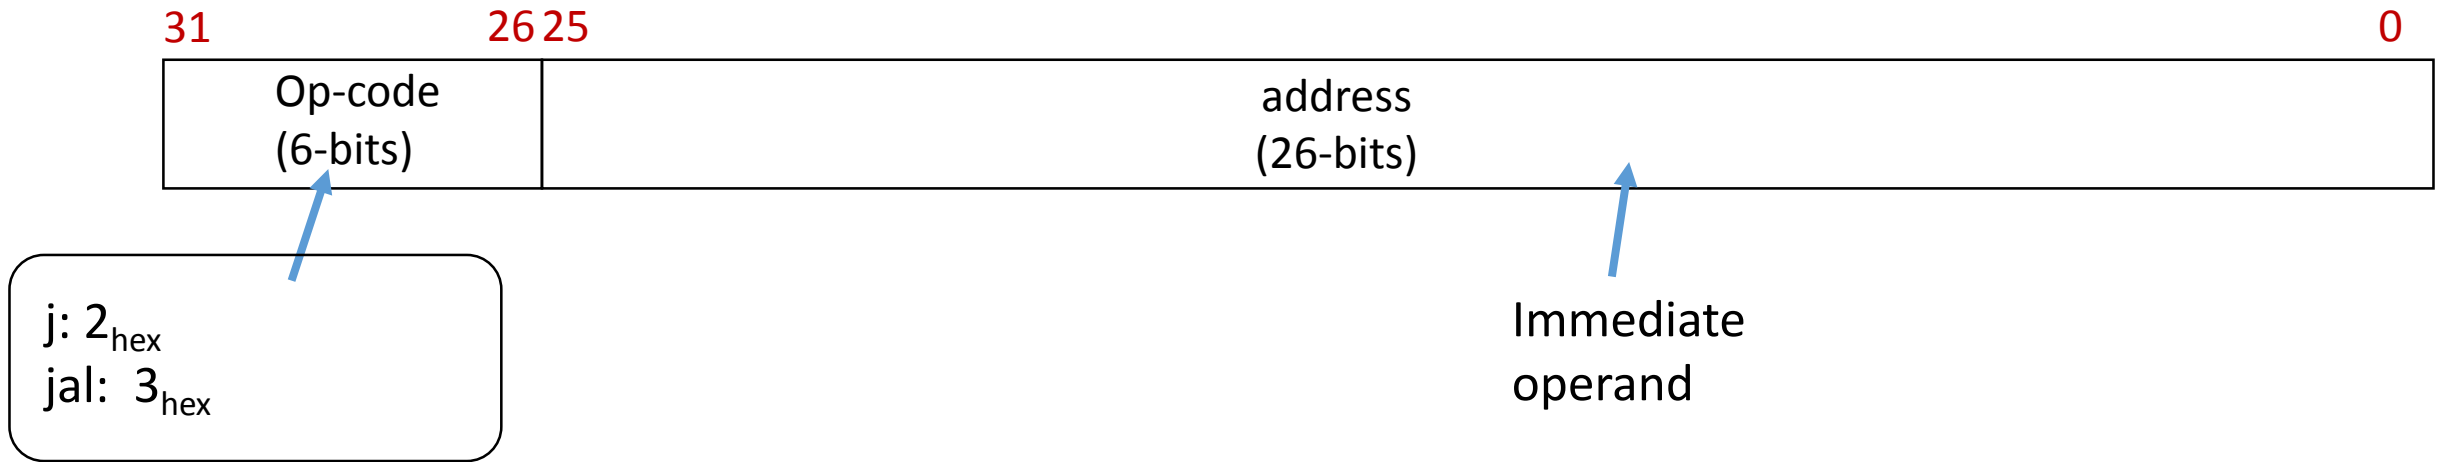 31 26 25 0
Op-code
(6-bits)
address
(26-bits)
j: 2hex
jal: 3hex
Immediate
operand